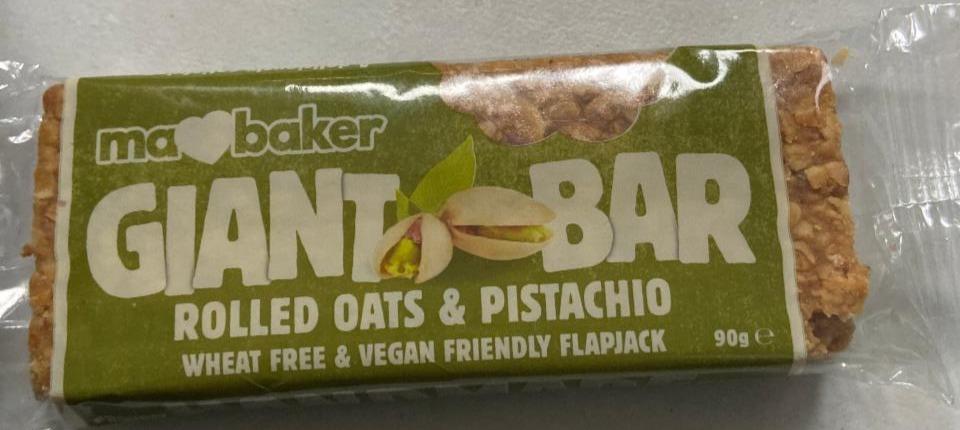 ma baker
GIANT BAR
ROLLED OATS & PISTACHIO
WHEAT FREE & VEGAN FRIENDLY FLAPJACK
90g ℮